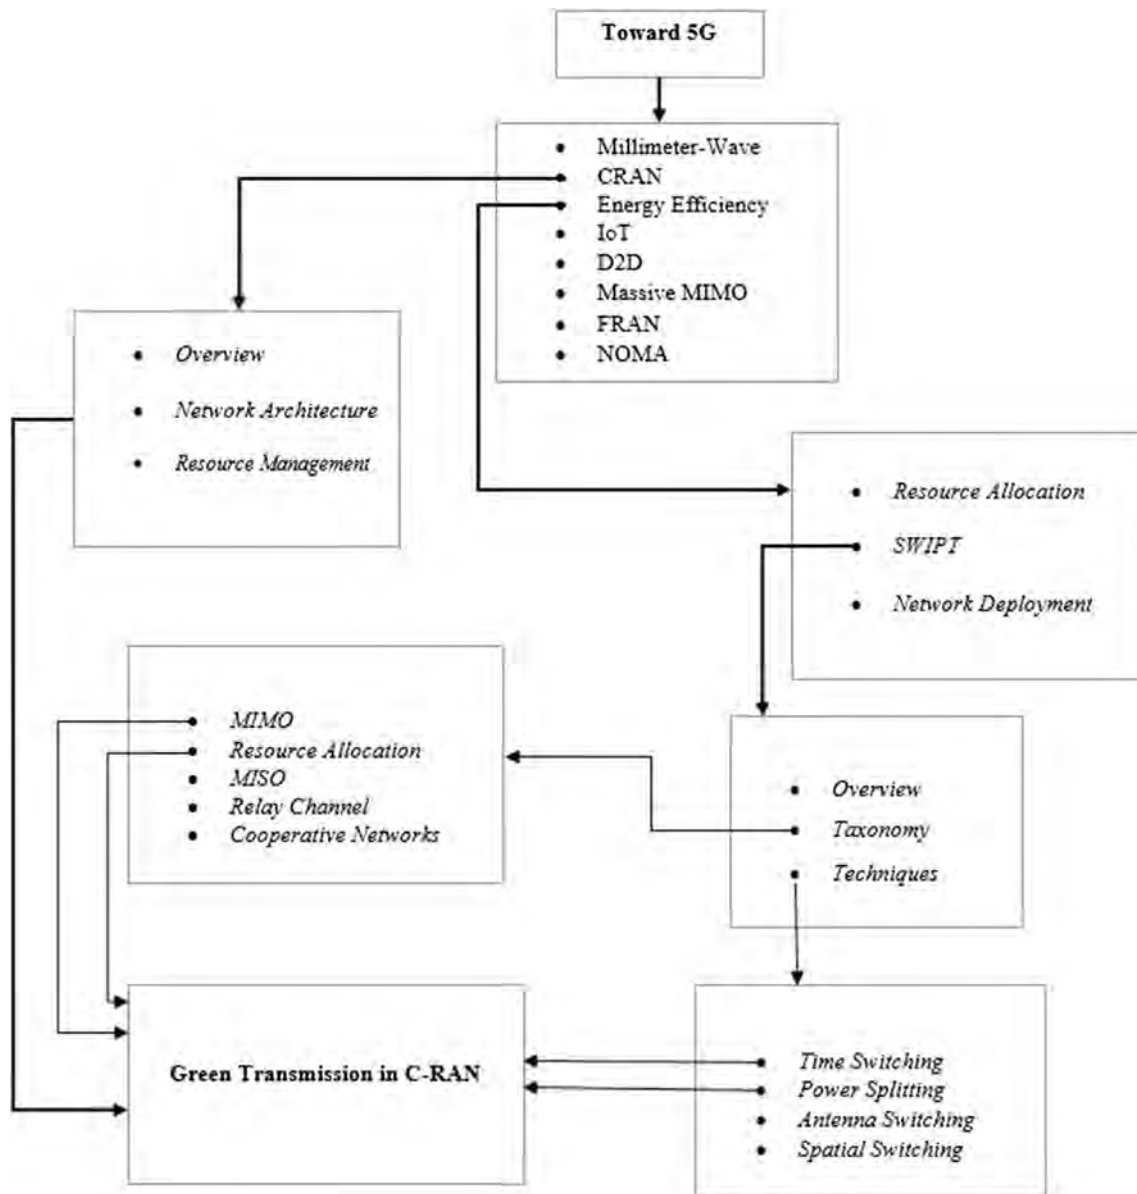 Toward 5G
Millimeter-Wave
CRAN
Energy Efficiency
IoT
D2D
Massive MIMO
FRAN
NOMA
Overview
Network Architecture
Resource Management
Resource Allocation
SWIPT
Network Deployment
MIMO
Resource Allocation
MISO
Relay Channel
Cooperative Networks
Overview
Taxonomy
Techniques
Green Transmission in C-RAN
Time Switching
Power Splitting
Antenna Switching
Spatial Switching